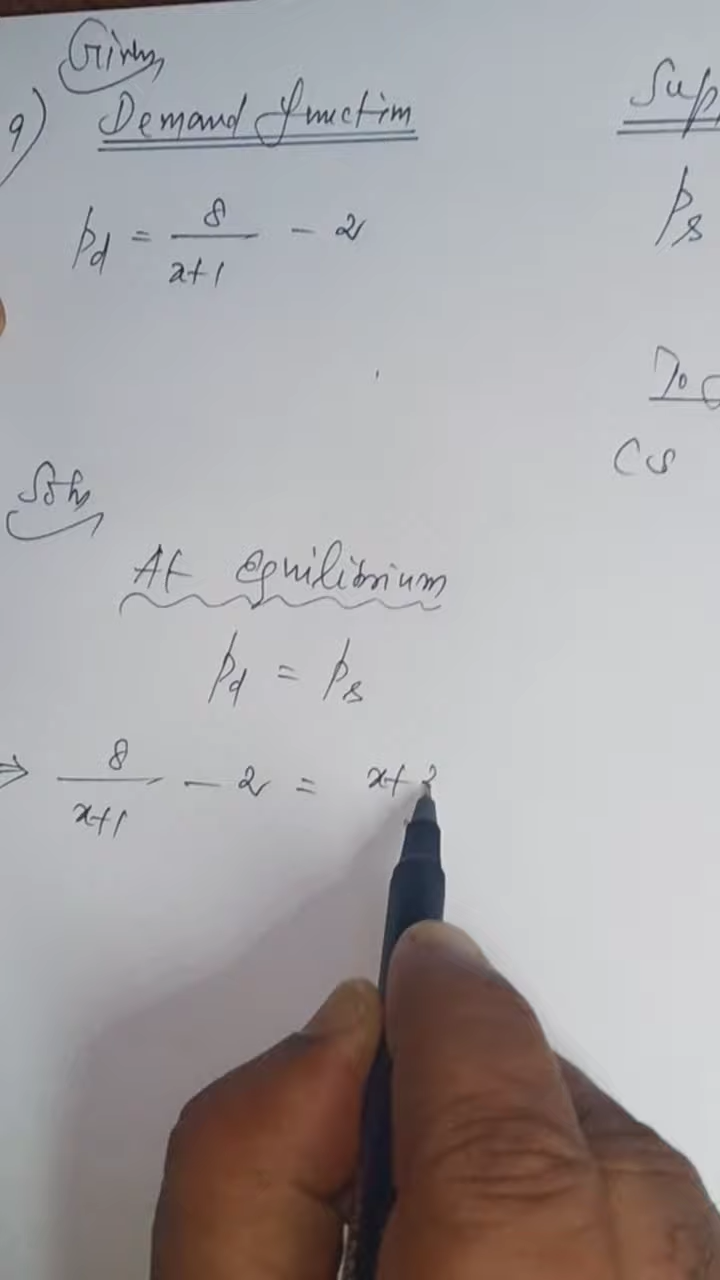 Given
9) Demand function
Sup
pd = 8/(x+1) - 2
ps
To
CS
Soln
At Equilibrium
pd = ps
⇒ 8/(x+1) - 2 = x+